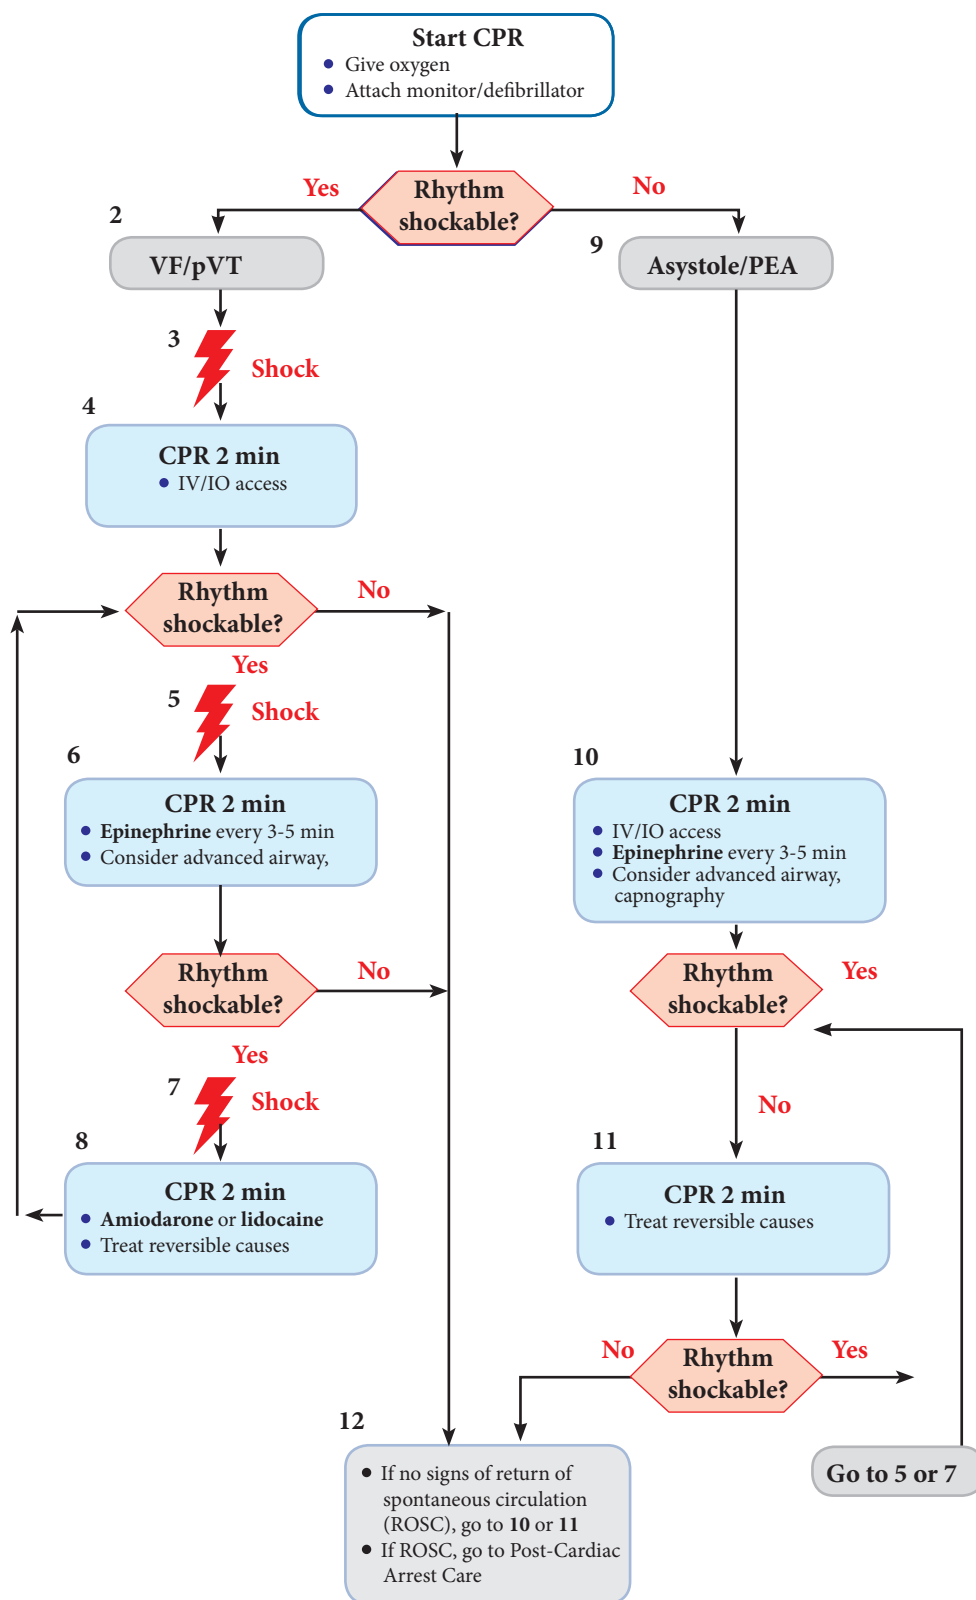 Start CPR
• Give oxygen
• Attach monitor/defibrillator
Yes
Rhythm
shockable?
No
2
VF/pVT
9
Asystole/PEA
3
Shock
4
CPR 2 min
• IV/IO access
Rhythm
shockable?
No
Yes
5
Shock
6
CPR 2 min
• Epinephrine every 3-5 min
• Consider advanced airway,
10
CPR 2 min
• IV/IO access
• Epinephrine every 3-5 min
• Consider advanced airway,
capnography
Rhythm
shockable?
No
Rhythm
shockable?
Yes
Yes
7
Shock
No
8
CPR 2 min
• Amiodarone or lidocaine
• Treat reversible causes
11
CPR 2 min
• Treat reversible causes
No
Rhythm
shockable?
Yes
12
• If no signs of return of
spontaneous circulation
(ROSC), go to 10 or 11
• If ROSC, go to Post-Cardiac
Arrest Care
Go to 5 or 7